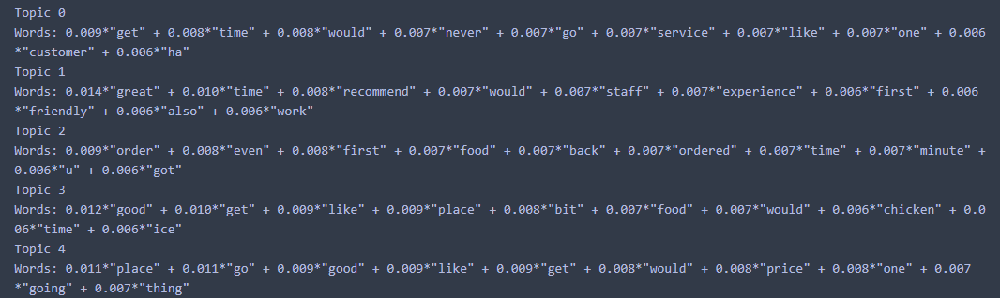 Topic 0
Words: 0.009*"get" + 0.008*"time" + 0.008*"would" + 0.007*"never" + 0.007*"go" + 0.007*"service" + 0.007*"like" + 0.007*"one" + 0.006
*"customer" + 0.006*"ha"
Topic 1
Words: 0.014*"great" + 0.010*"time" + 0.008*"recommend" + 0.007*"would" + 0.007*"staff" + 0.007*"experience" + 0.006*"first" + 0.006
*"friendly" + 0.006*"also" + 0.006*"work"
Topic 2
Words: 0.009*"order" + 0.008*"even" + 0.008*"first" + 0.007*"food" + 0.007*"back" + 0.007*"ordered" + 0.007*"time" + 0.007*"minute" +
0.006*"u" + 0.006*"got"
Topic 3
Words: 0.012*"good" + 0.010*"get" + 0.009*"like" + 0.009*"place" + 0.008*"bit" + 0.007*"food" + 0.007*"would" + 0.006*"chicken" + 0.0
06*"time" + 0.006*"ice"
Topic 4
Words: 0.011*"place" + 0.011*"go" + 0.009*"good" + 0.009*"like" + 0.009*"get" + 0.008*"would" + 0.008*"price" + 0.008*"one" + 0.007
*"going" + 0.007*"thing"